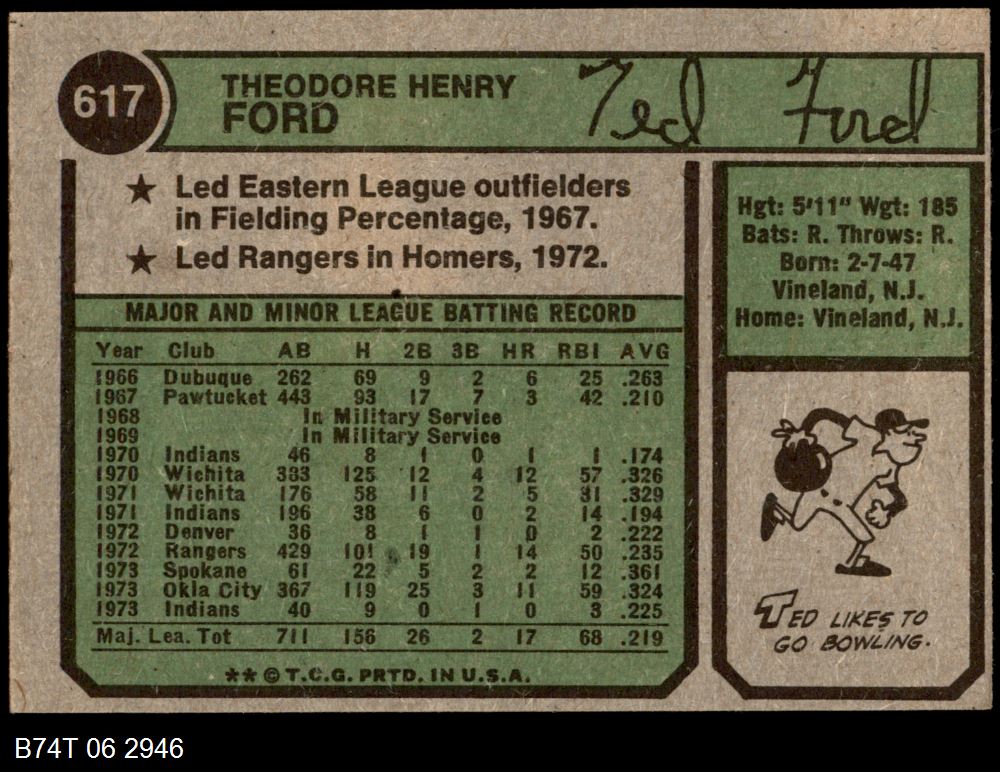 617
THEODORE HENRY
FORD
Ted Ford
★ Led Eastern League outfielders
in Fielding Percentage, 1967.
★ Led Rangers in Homers, 1972.
Hgt: 5'11" Wgt: 185
Bats: R. Throws: R.
Born: 2-7-47
Vineland, N.J.
Home: Vineland, N.J.
MAJOR AND MINOR LEAGUE BATTING RECORD
Year Club AB H 2B 3B HR RBI AVG
1966 Dubuque 262 69 9 2 6 25 .263
1967 Pawtucket 443 93 17 7 3 42 .210
1968 In Military Service
1969 In Military Service
1970 Indians 46 8 1 0 1 1 .174
1970 Wichita 383 125 12 4 12 57 .326
1971 Wichita 176 58 11 2 5 31 .329
1971 Indians 196 38 6 0 2 14 .194
1972 Denver 36 8 1 1 0 2 .222
1972 Rangers 429 101 19 1 14 50 .235
1973 Spokane 61 22 5 2 2 12 .361
1973 Okla City 367 119 25 3 11 59 .324
1973 Indians 40 9 0 1 0 3 .225
Maj. Lea. Tot 711 156 26 2 17 68 .219
** © T.C.G. PRTD. IN U.S.A.
TED LIKES TO
GO BOWLING.
B74T 06 2946